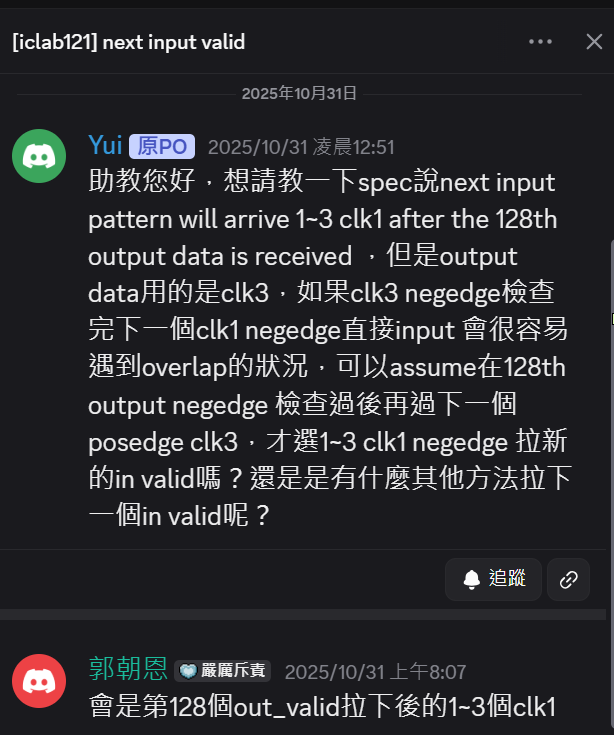 [iclab121] next input valid
2025年10月31日
Yui 原PO 2025/10/31 凌晨12:51
助教您好，想請教一下spec說next input
pattern will arrive 1~3 clk1 after the 128th
output data is received ，但是output
data用的是clk3，如果clk3 negedge檢查
完下一個clk1 negedge直接input 會很容易
遇到overlap的狀況，可以assume在128th
output negedge 檢查過後再過下一個
posedge clk3，才選1~3 clk1 negedge 拉新
的in valid嗎？還是是有什麼其他方法拉下
一個in valid呢？
追蹤
郭朝恩 嚴厲斥責 2025/10/31 上午8:07
會是第128個out_valid拉下後的1~3個clk1